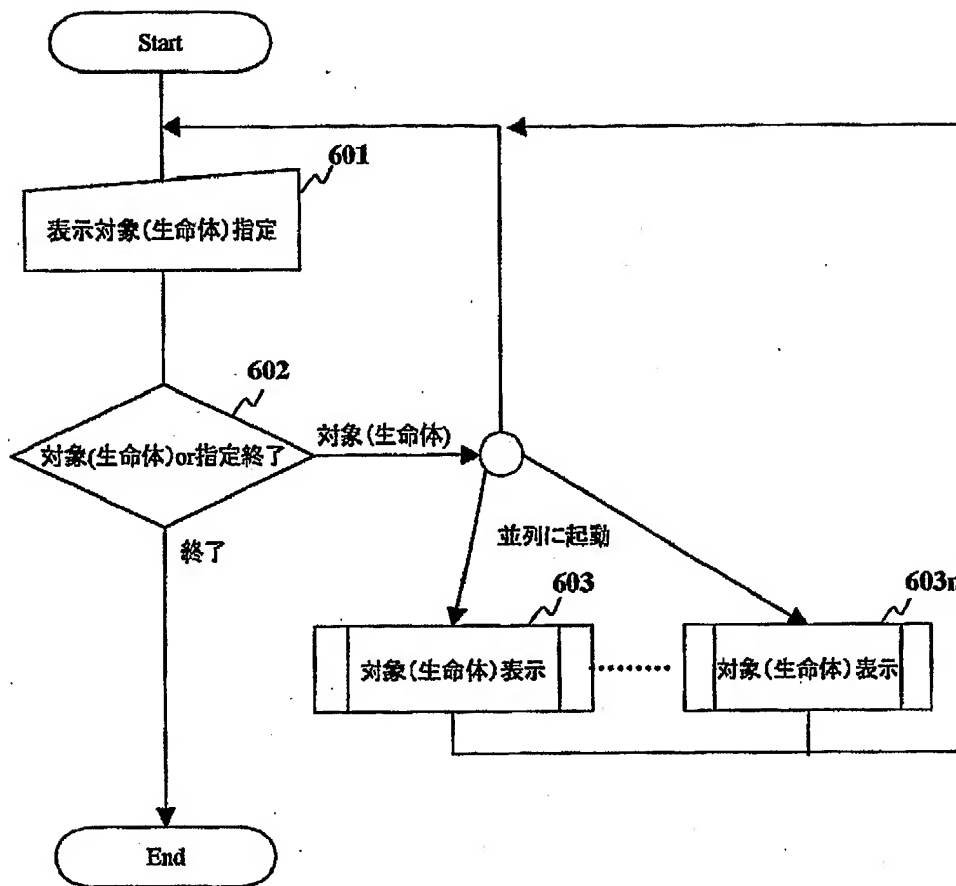 Start
601
表示対象(生命体)指定
602
対象(生命体)or指定終了
対象(生命体)
終了
並列に起動
603
603n
対象(生命体)表示
対象(生命体)表示
End